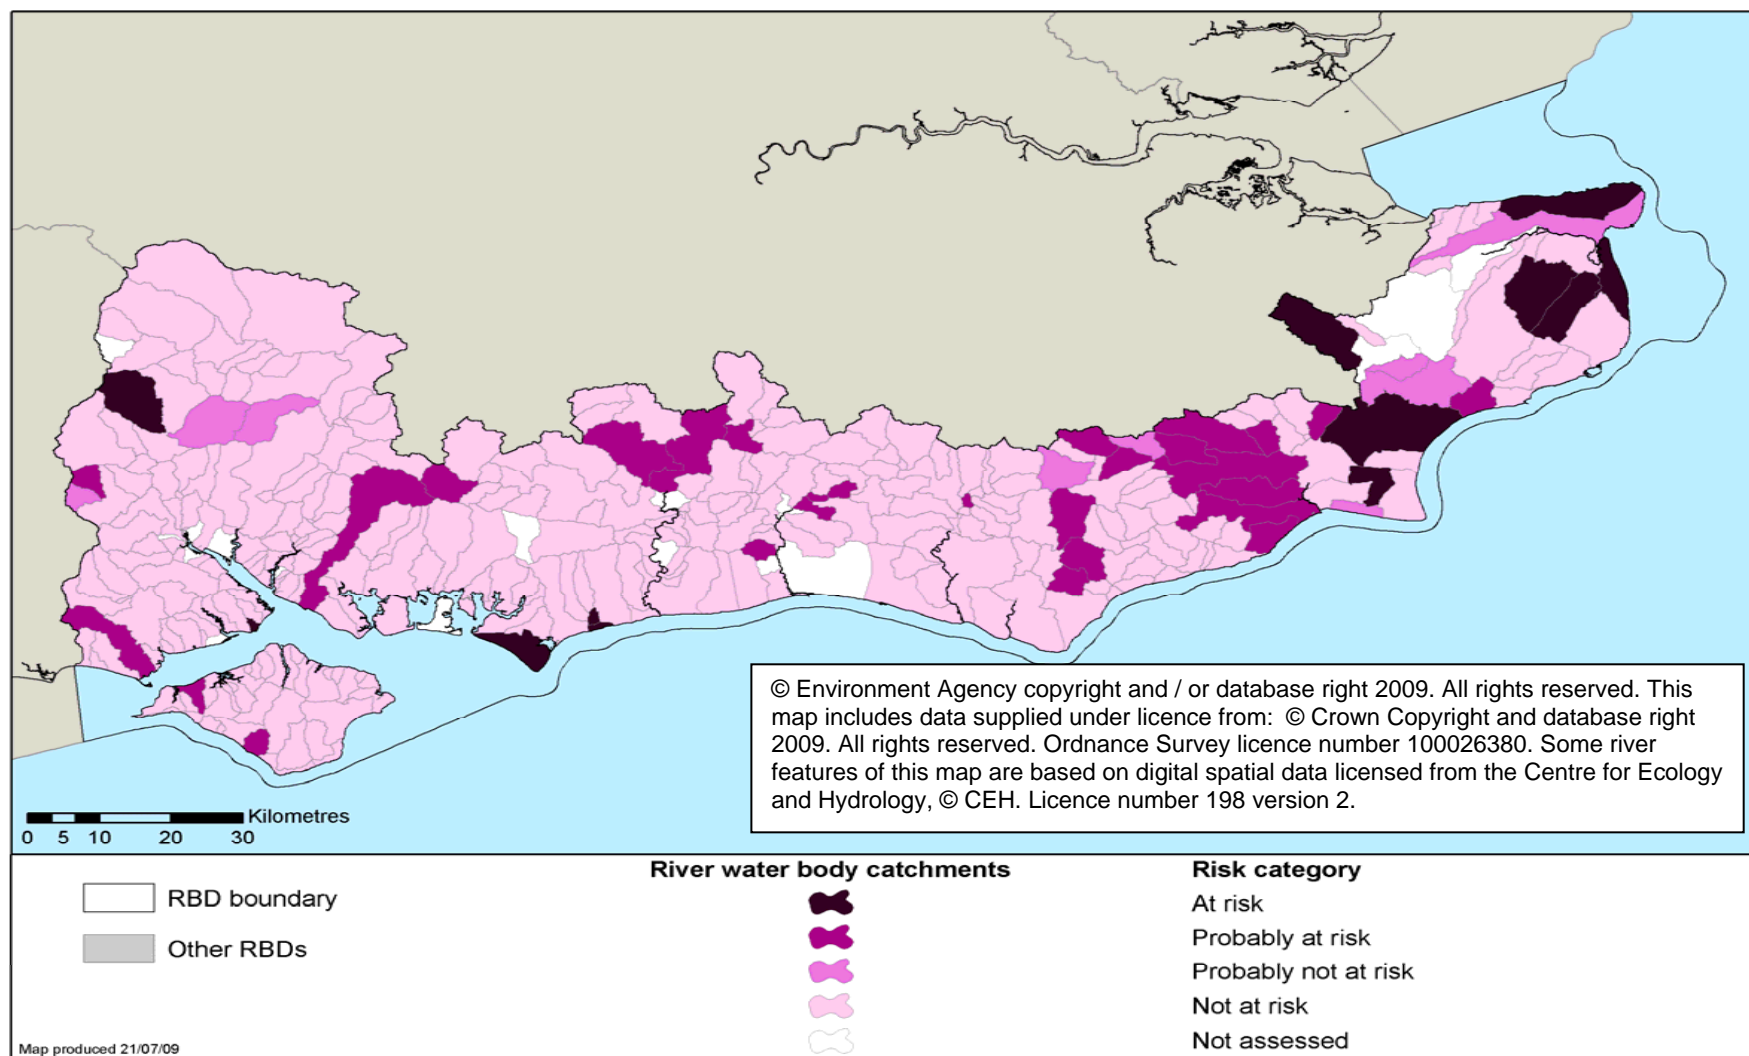 © Environment Agency copyright and / or database right 2009. All rights reserved. This
map includes data supplied under licence from:  © Crown Copyright and database right
2009. All rights reserved. Ordnance Survey licence number 100026380. Some river
features of this map are based on digital spatial data licensed from the Centre for Ecology
and Hydrology, © CEH. Licence number 198 version 2.
Kilometres
0 5 10 20 30
RBD boundary
Other RBDs
River water body catchments
Risk category
At risk
Probably at risk
Probably not at risk
Not at risk
Not assessed
Map produced 21/07/09